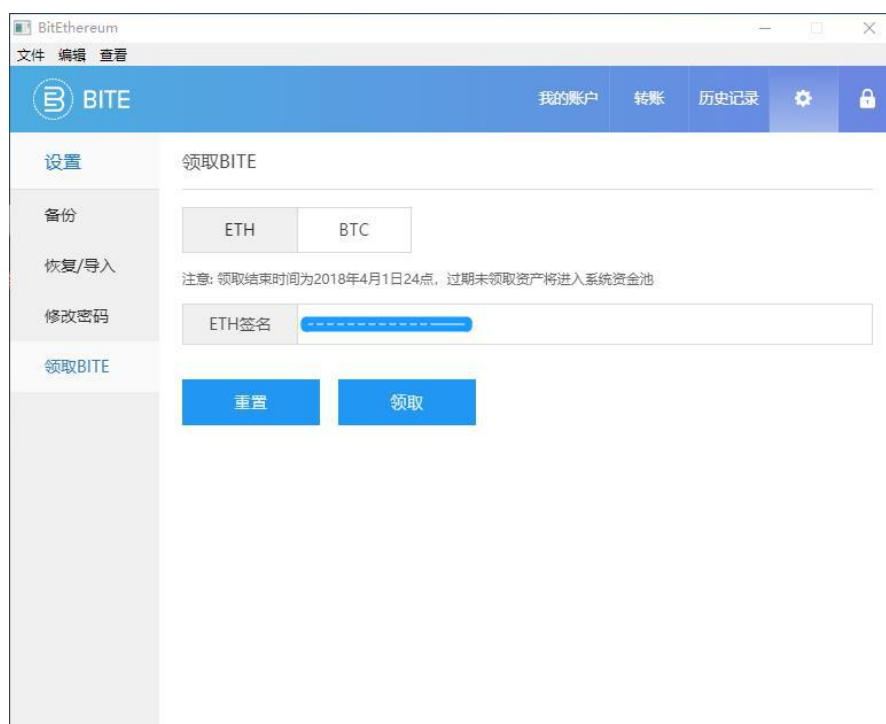 BitEthereum
文件 编辑 查看
BITE 我的账户 转账 历史记录
设置
备份
恢复/导入
修改密码
领取BITE
领取BITE
ETH BTC
注意: 领取结束时间为2018年4月1日24点，过期未领取资产将进入系统资金池
ETH签名
重置 领取